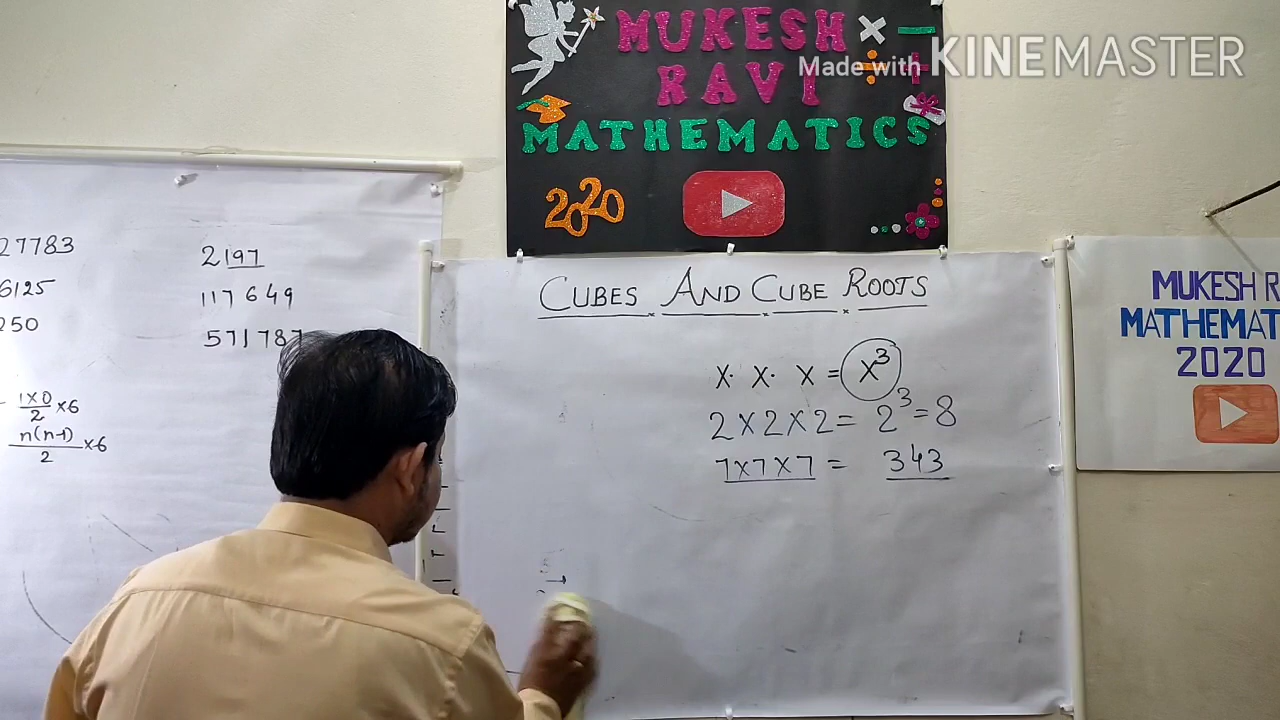 MUKESH
RAVI
MATHEMATICS
2020
Made with KINEMASTER
27783
6125
250
1×0/2 ×6
n(n-1)/2 ×6
2197
117649
571787
CUBES AND CUBE ROOTS
x· x· x = x³
2×2×2= 2³=8
7×7×7 = 343
MUKESH R
MATHEMAT
2020